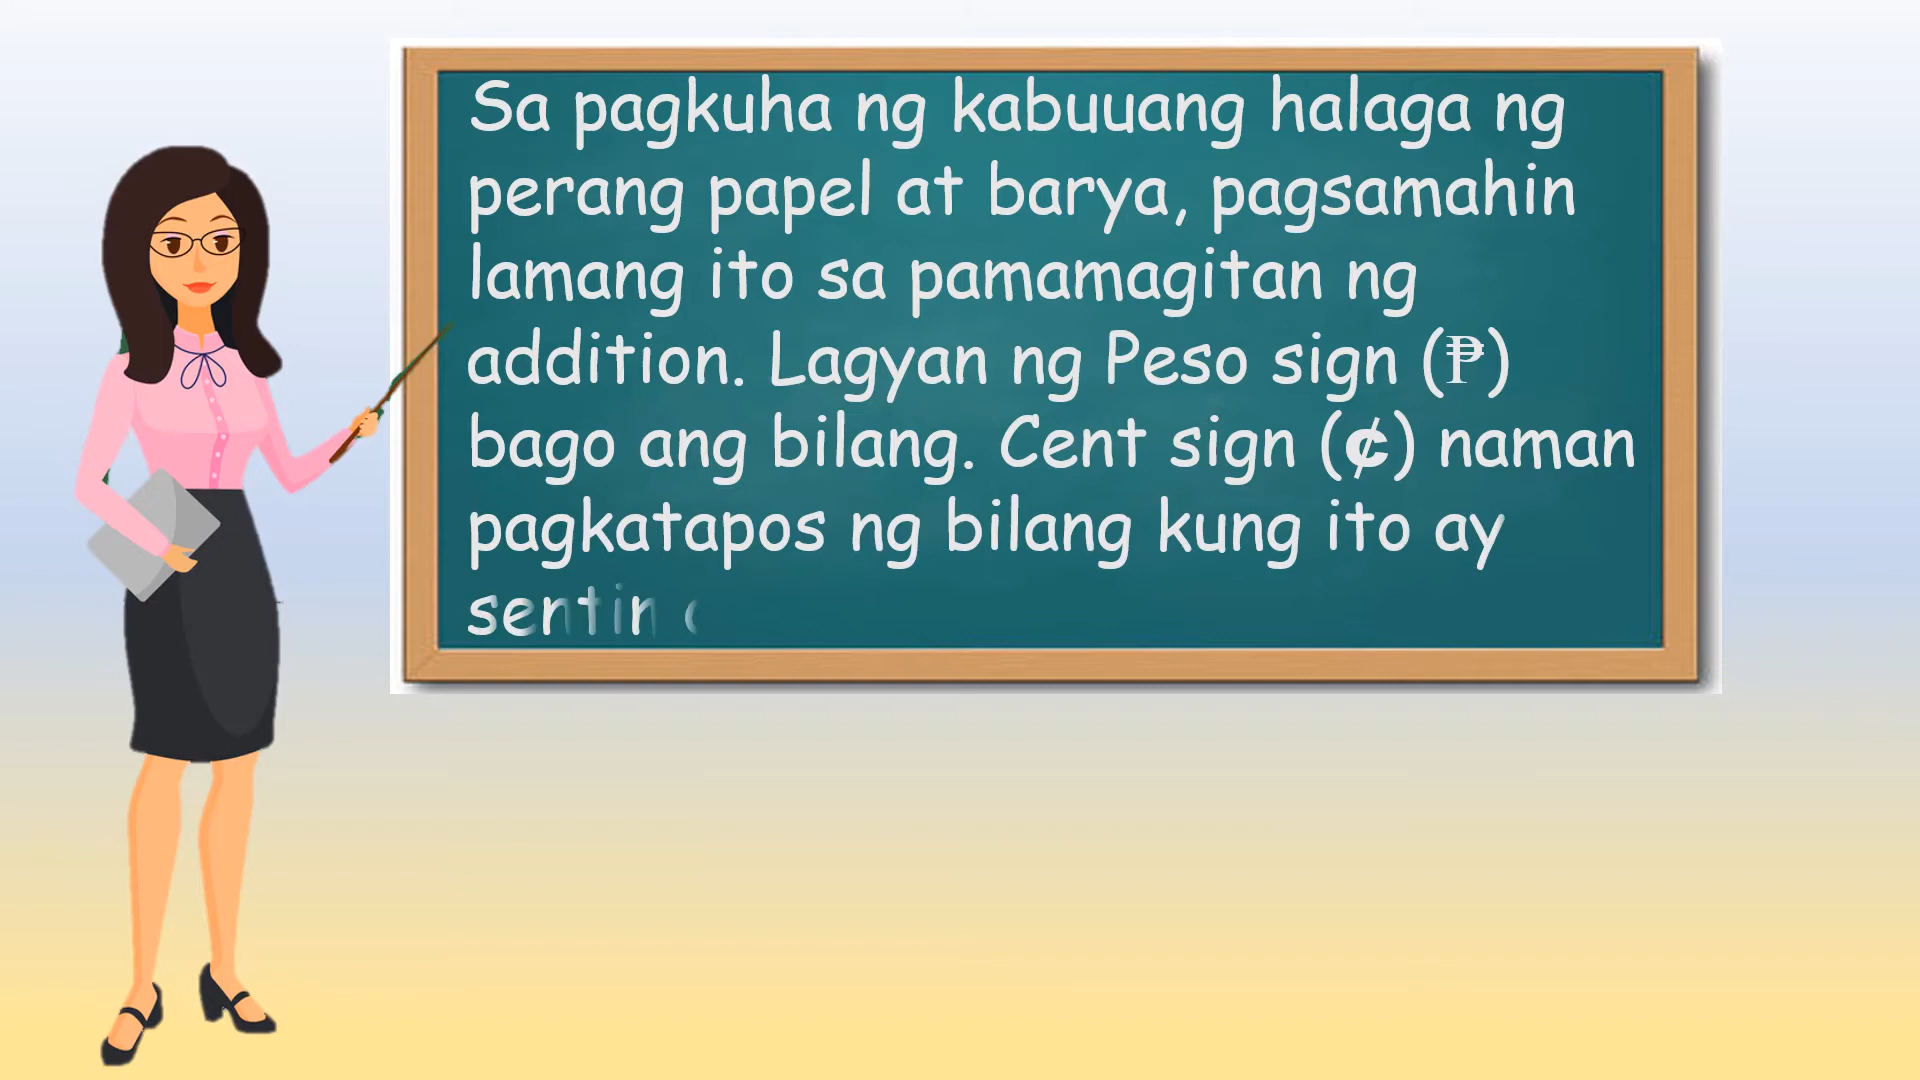 Sa pagkuha ng kabuuang halaga ng
perang papel at barya, pagsamahin
lamang ito sa pamamagitan ng
addition. Lagyan ng Peso sign (₱)
bago ang bilang. Cent sign (¢) naman
pagkatapos ng bilang kung ito ay